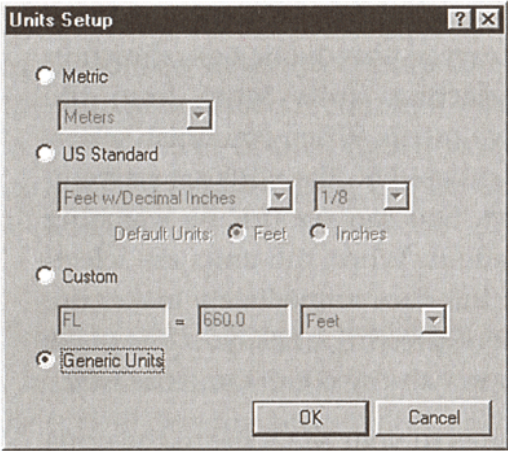 Units Setup
Metric
Meters
US Standard
Feet w/Decimal Inches 1/8
Default Units: Feet Inches
Custom
FL = 660.0 Feet
Generic Units
OK Cancel